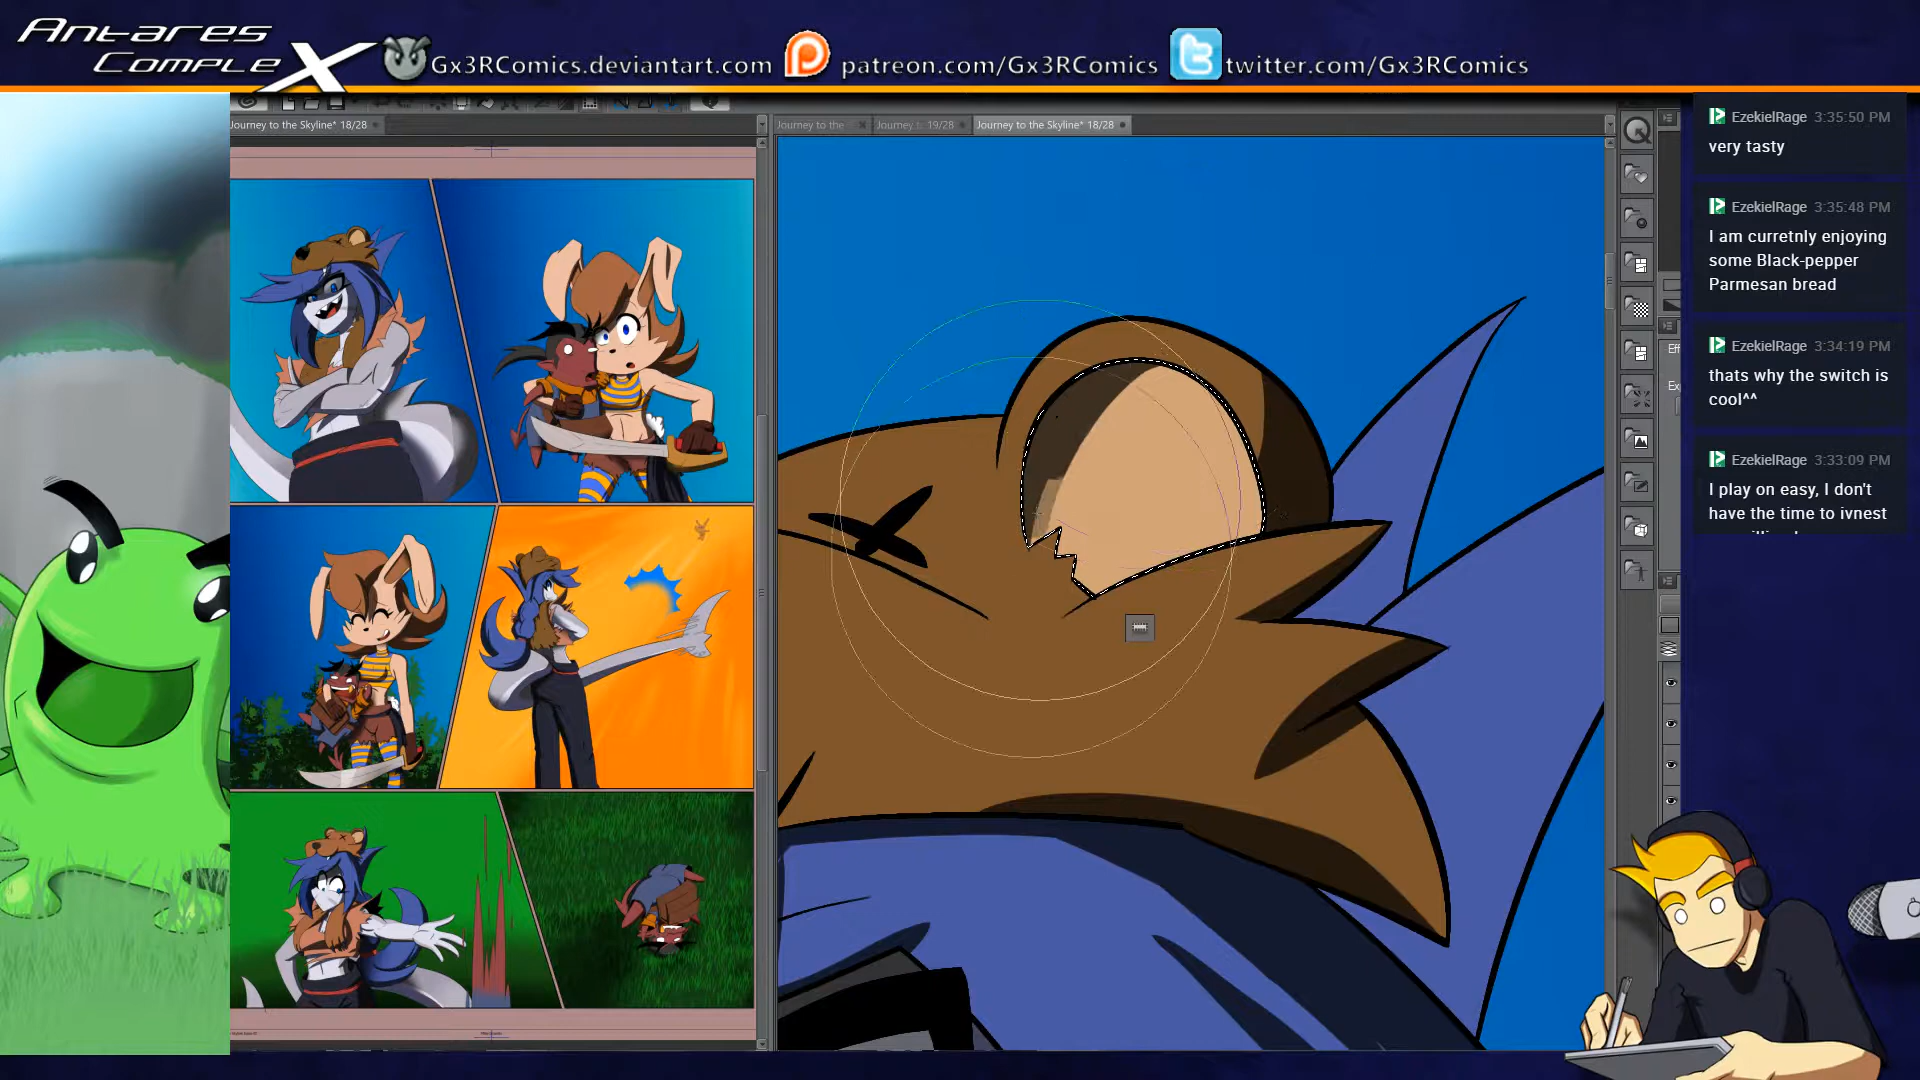 Antares
Complex
Gx3RComics.deviantart.com
patreon.com/Gx3RComics
twitter.com/Gx3RComics
Journey to the Skyline* 18/28
Journey to the
Journey t 19/28
Journey to the Skyline* 18/28
EzekielRage 3:35:50 PM
very tasty
EzekielRage 3:35:48 PM
I am curretnly enjoying
some Black-pepper
Parmesan bread
EzekielRage 3:34:19 PM
thats why the switch is
cool^^
EzekielRage 3:33:09 PM
I play on easy, I don't
have the time to ivnest